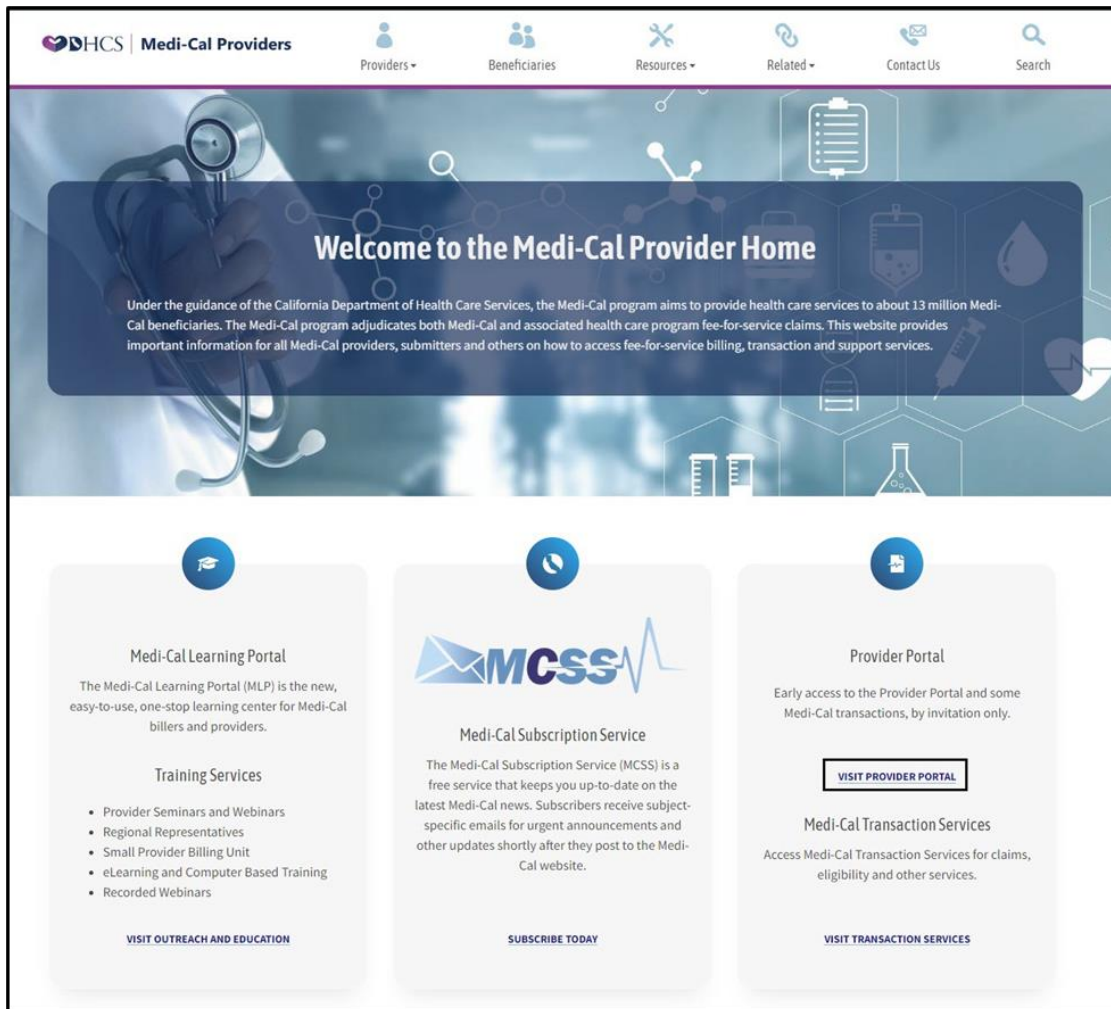 DHCS | Medi-Cal Providers
Providers
Beneficiaries
Resources
Related
Contact Us
Search
Welcome to the Medi-Cal Provider Home
Under the guidance of the California Department of Health Care Services, the Medi-Cal program aims to provide health care services to about 13 million Medi-
Cal beneficiaries. The Medi-Cal program adjudicates both Medi-Cal and associated health care program fee-for-service claims. This website provides
important information for all Medi-Cal providers, submitters and others on how to access fee-for-service billing, transaction and support services.
Medi-Cal Learning Portal
The Medi-Cal Learning Portal (MLP) is the new,
easy-to-use, one-stop learning center for Medi-Cal
billers and providers.
Training Services
• Provider Seminars and Webinars
• Regional Representatives
• Small Provider Billing Unit
• eLearning and Computer Based Training
• Recorded Webinars
VISIT OUTREACH AND EDUCATION
MCSS
Medi-Cal Subscription Service
The Medi-Cal Subscription Service (MCSS) is a
free service that keeps you up-to-date on the
latest Medi-Cal news. Subscribers receive subject-
specific emails for urgent announcements and
other updates shortly after they post to the Medi-
Cal website.
SUBSCRIBE TODAY
Provider Portal
Early access to the Provider Portal and some
Medi-Cal transactions, by invitation only.
VISIT PROVIDER PORTAL
Medi-Cal Transaction Services
Access Medi-Cal Transaction Services for claims,
eligibility and other services.
VISIT TRANSACTION SERVICES